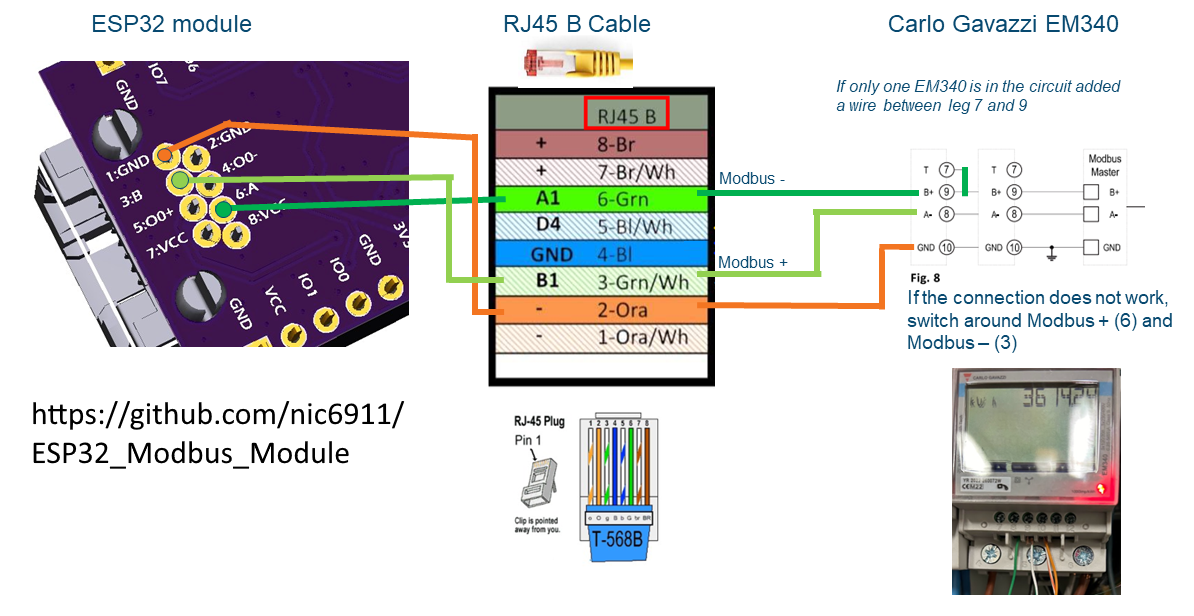 ESP32 module
RJ45 B Cable
Carlo Gavazzi EM340
If only one EM340 is in the circuit added
a wire between leg 7 and 9
IO7
GND
2:GND
1:GND
4:O0-
3:B
6:A
5:O0+
8:VCC
7:VCC
3V3
GND
IO0
IO1
VCC
GND
RJ45 B
+ 8-Br
+ 7-Br/Wh
A1 6-Grn
D4 5-Bl/Wh
GND 4-Bl
B1 3-Grn/Wh
- 2-Ora
- 1-Ora/Wh
Modbus -
Modbus +
T 7 T 7
Modbus
Master
B+ 9 B+ 9 B+
A- 8 A- 8 A-
GND 10 GND 10 GND
Fig. 8
If the connection does not work,
switch around Modbus + (6) and
Modbus – (3)
https://github.com/nic6911/
ESP32_Modbus_Module
RJ-45 Plug
Pin 1
Clip is pointed
away from you.
1 2 3 4 5 6 7 8
o O g B b G br BR
T-568B
CARLO GAVAZZI
kWh
EM340